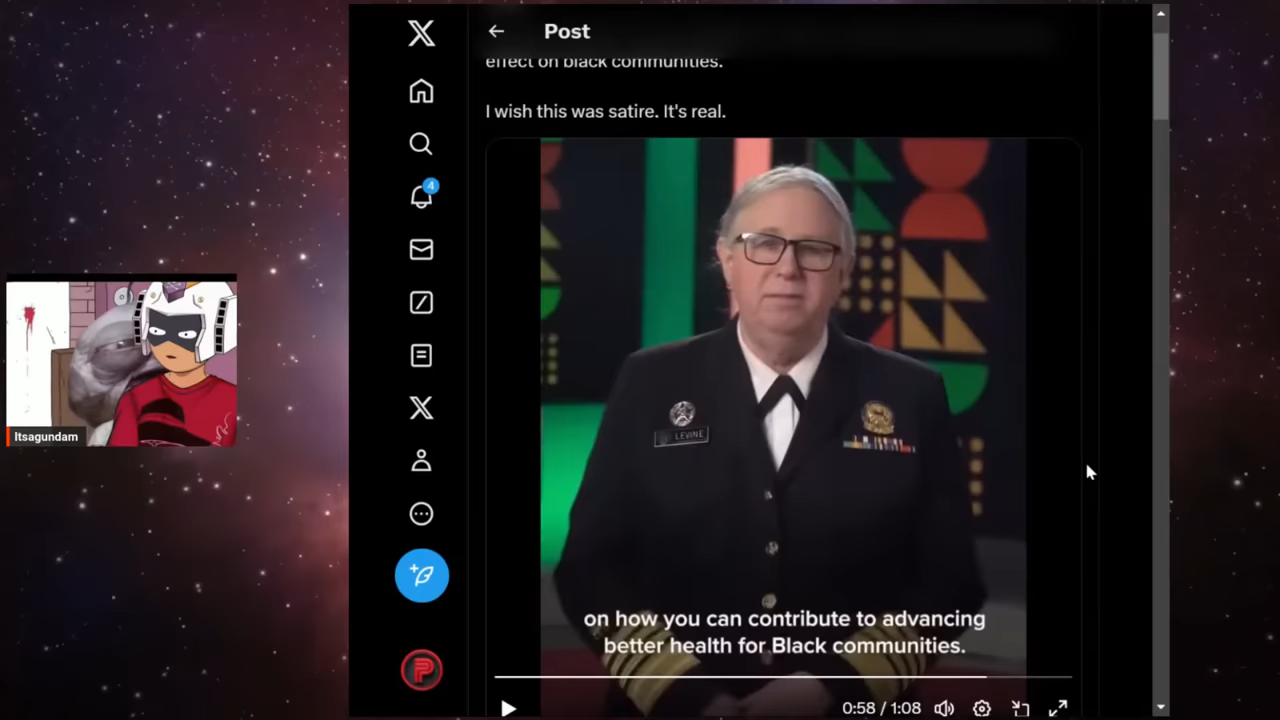 Post
effect on black communities.
I wish this was satire. It's real.
4
LEVINE
on how you can contribute to advancing
better health for Black communities.
0:58 / 1:08
Itsagundam